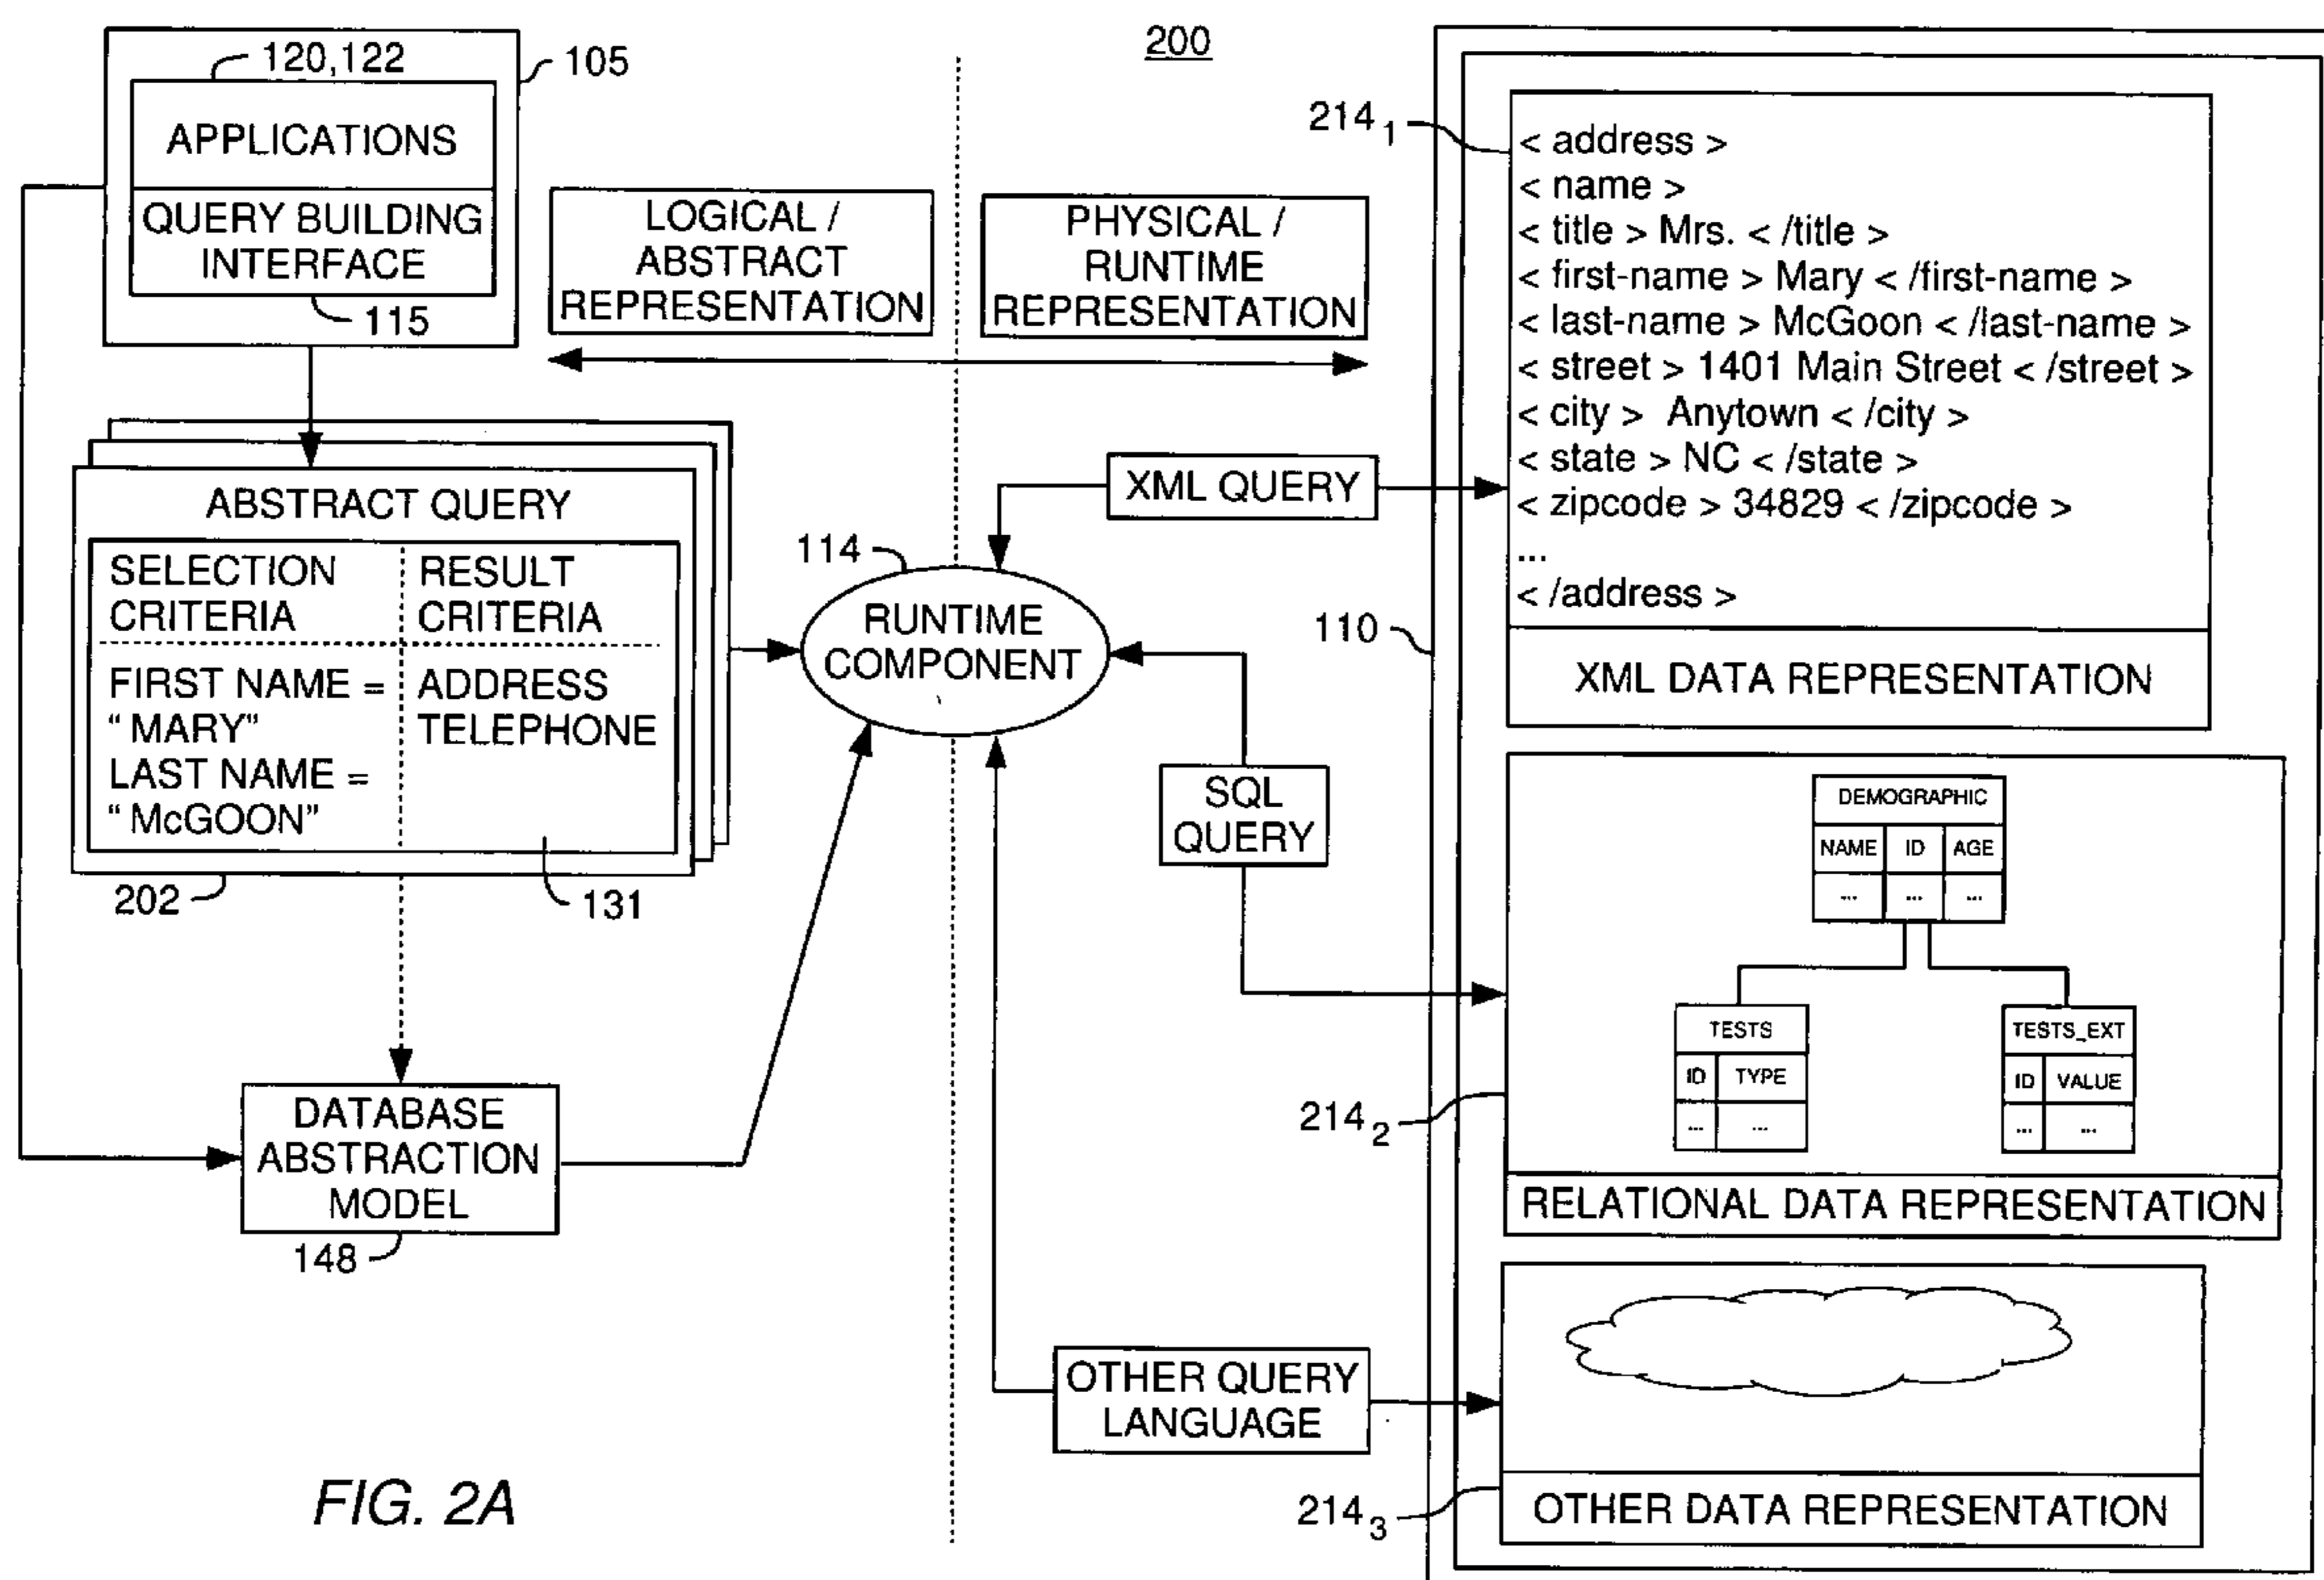 200
120,122
105
APPLICATIONS
QUERY BUILDING
INTERFACE
115
LOGICAL /
ABSTRACT
REPRESENTATION
PHYSICAL /
RUNTIME
REPRESENTATION
ABSTRACT QUERY
SELECTION
CRITERIA
RESULT
CRITERIA
FIRST NAME =
“ MARY”
LAST NAME =
“ McGOON”
ADDRESS
TELEPHONE
202
131
DATABASE
ABSTRACTION
MODEL
148
114
RUNTIME
COMPONENT
XML QUERY
SQL
QUERY
OTHER QUERY
LANGUAGE
110
214 1
< address >
< name >
< title > Mrs. < /title >
< first-name > Mary < /first-name >
< last-name > McGoon < /last-name >
< street > 1401 Main Street < /street >
< city > Anytown < /city >
< state > NC < /state >
< zipcode > 34829 < /zipcode >
...
< /address >
XML DATA REPRESENTATION
DEMOGRAPHIC
NAME ID AGE
... ... ...
TESTS
ID TYPE
... ...
TESTS_EXT
ID VALUE
... ...
214 2
RELATIONAL DATA REPRESENTATION
214 3
OTHER DATA REPRESENTATION
FIG. 2A